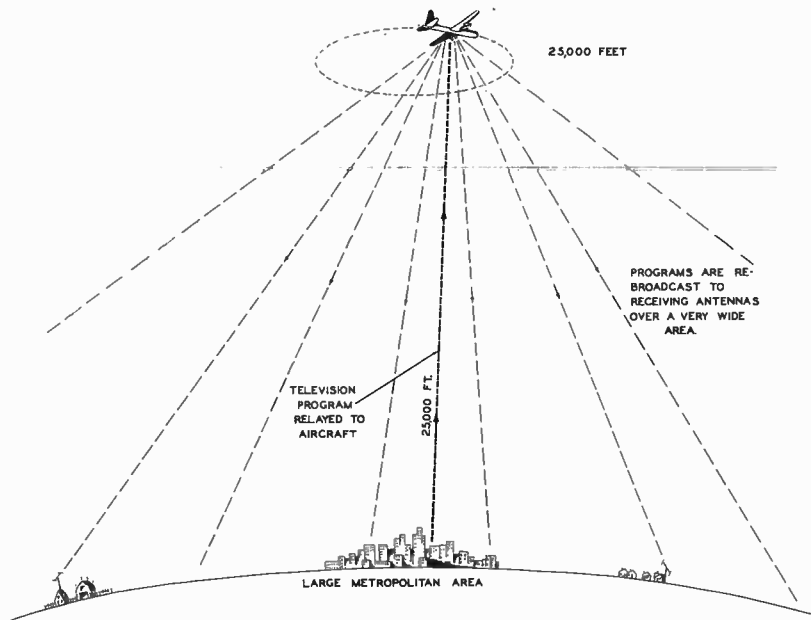 25,000 FEET
PROGRAMS ARE RE-
BROADCAST TO
RECEIVING ANTENNAS
OVER A VERY WIDE
AREA.
TELEVISION
PROGRAM
RELAYED TO
AIRCRAFT
25,000 FT.
LARGE METROPOLITAN AREA